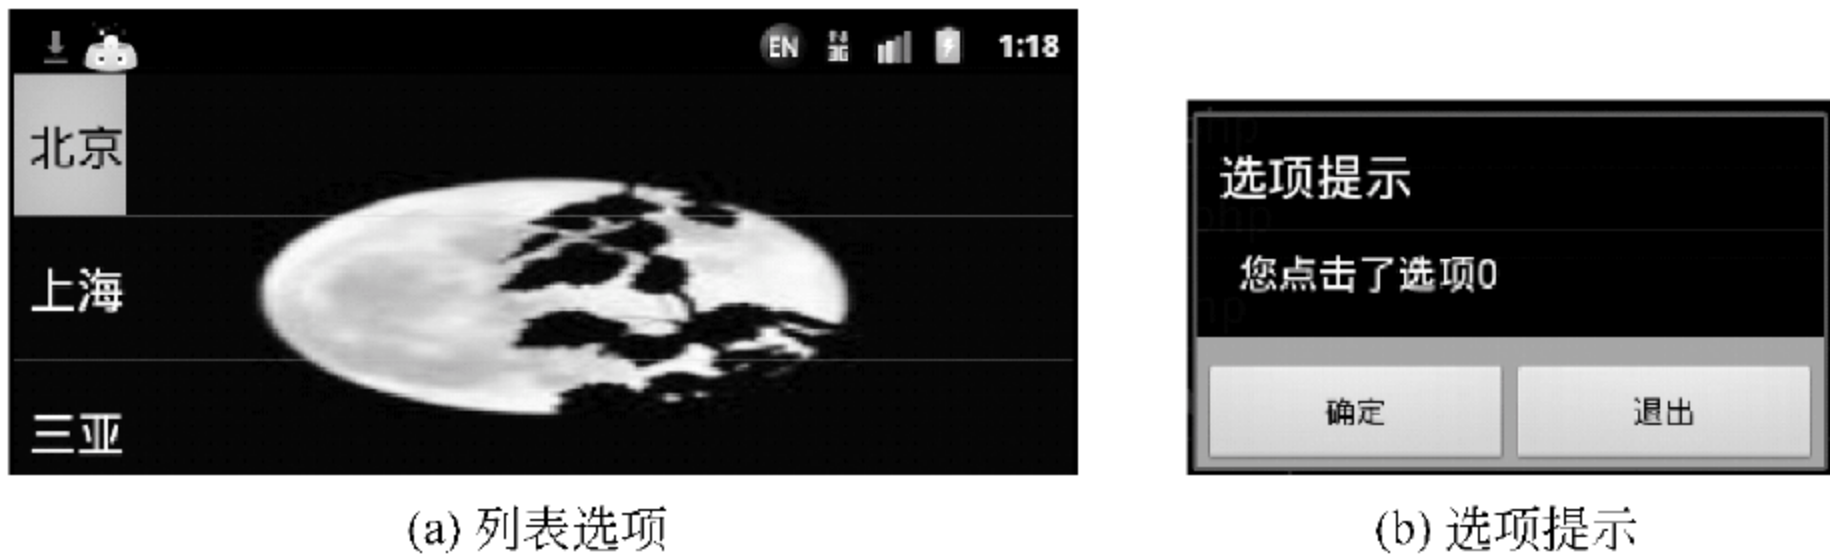 EN
3G
1:18
北京
上海
三亚
选项提示
您点击了选项0
确定
退出
(a) 列表选项
(b) 选项提示